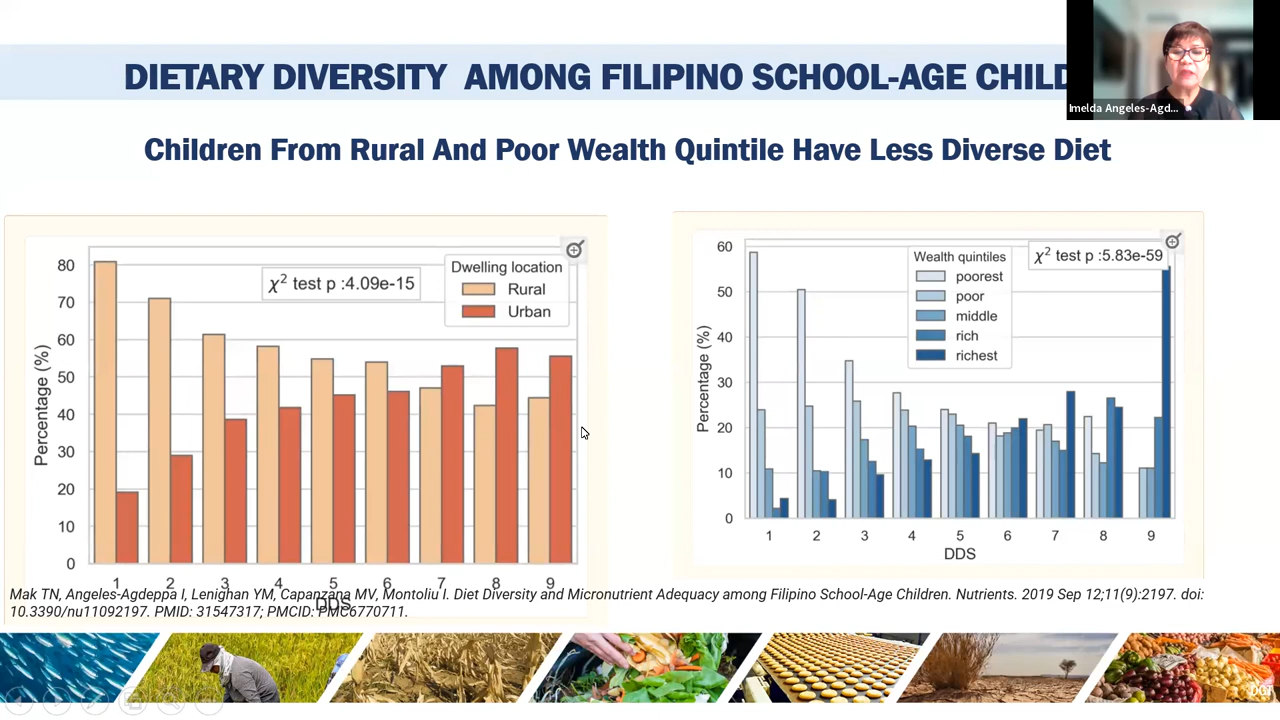 DIETARY DIVERSITY AMONG FILIPINO SCHOOL-AGE CHILD
Imelda Angeles-Agd...
Children From Rural And Poor Wealth Quintile Have Less Diverse Diet
χ² test p :4.09e-15
Dwelling location
Rural
Urban
Percentage (%)
80
70
60
50
40
30
20
10
0
1 2 3 4 5 6 7 8 9
DDS
χ² test p :5.83e-59
Wealth quintiles
poorest
poor
middle
rich
richest
Percentage (%)
60
50
40
30
20
10
0
1 2 3 4 5 6 7 8 9
DDS
Mak TN, Angeles-Agdeppa I, Lenighan YM, Capanzana MV, Montoliu I. Diet Diversity and Micronutrient Adequacy among Filipino School-Age Children. Nutrients. 2019 Sep 12;11(9):2197. doi:
10.3390/nu11092197. PMID: 31547317; PMCID: PMC6770711.